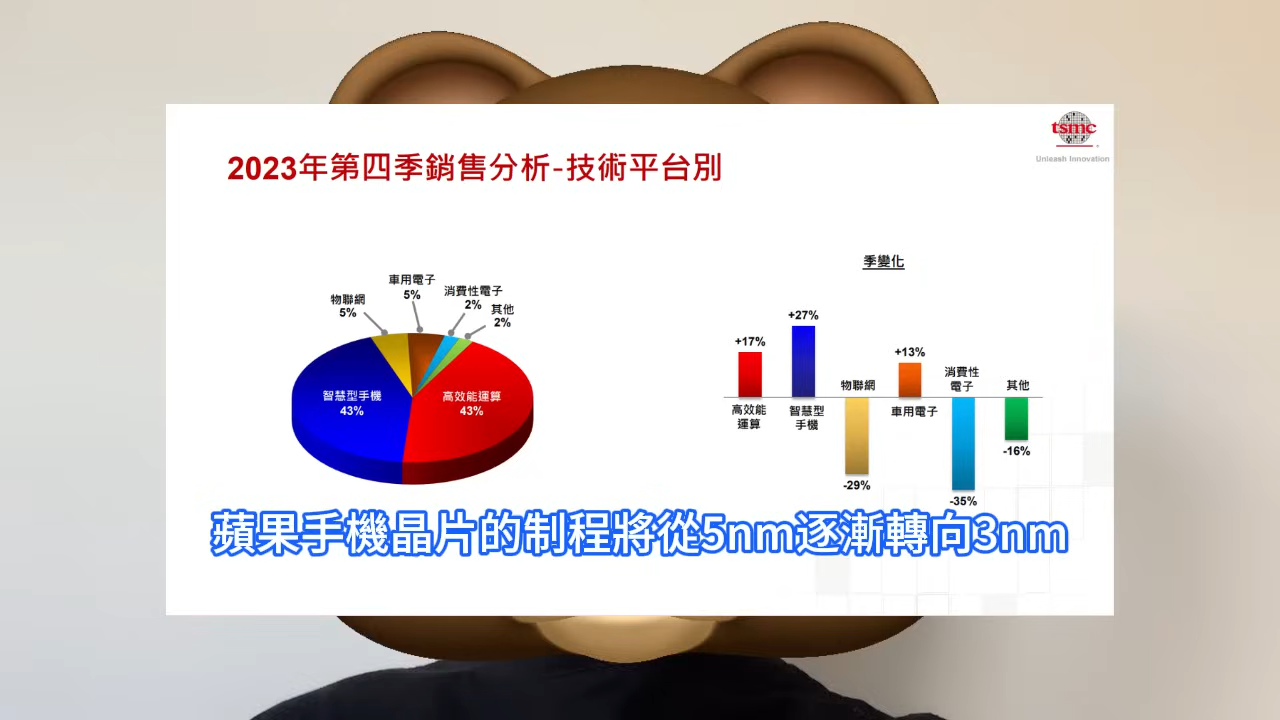 tsmc
Unleash Innovation
2023年第四季銷售分析-技術平台別
物聯網
5%
車用電子
5%
消費性電子
2%
其他
2%
智慧型手機
43%
高效能運算
43%
季變化
+17%
高效能
運算
+27%
智慧型
手機
物聯網
-29%
+13%
車用電子
消費性
電子
-35%
其他
-16%
蘋果手機晶片的制程將從5nm逐漸轉向3nm